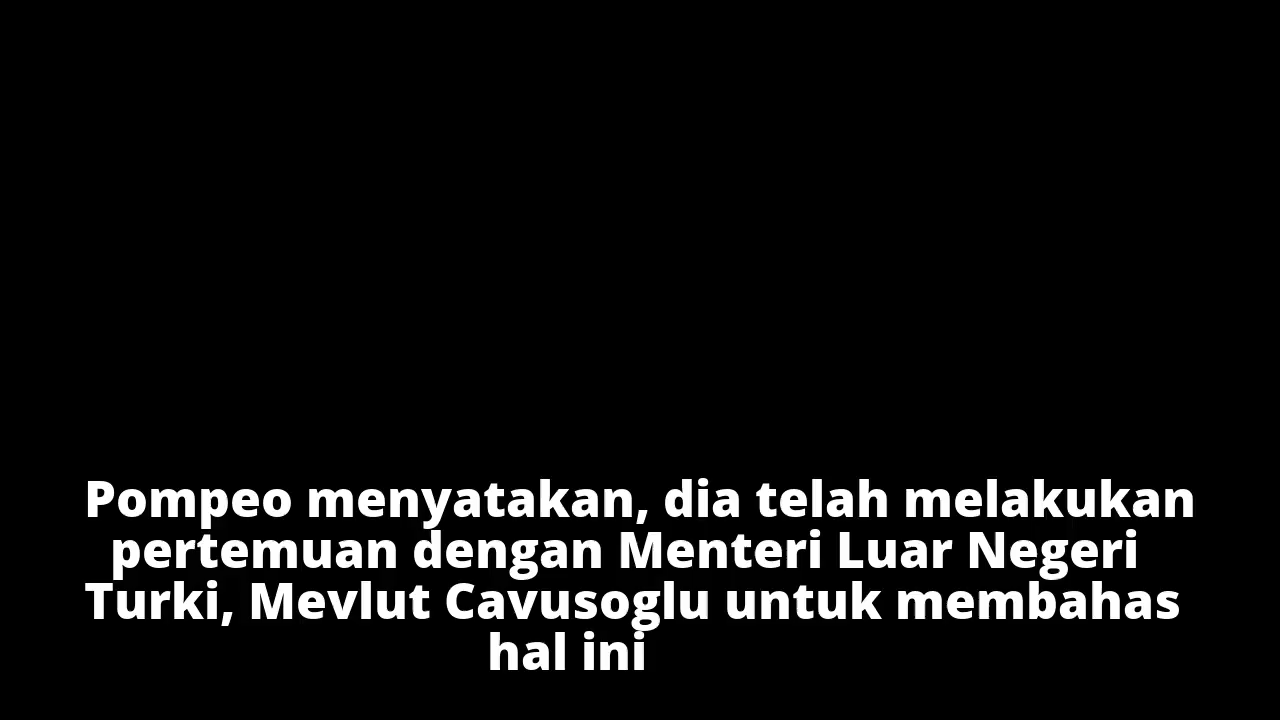 Pompeo menyatakan, dia telah melakukan
pertemuan dengan Menteri Luar Negeri
Turki, Mevlut Cavusoglu untuk membahas
hal ini